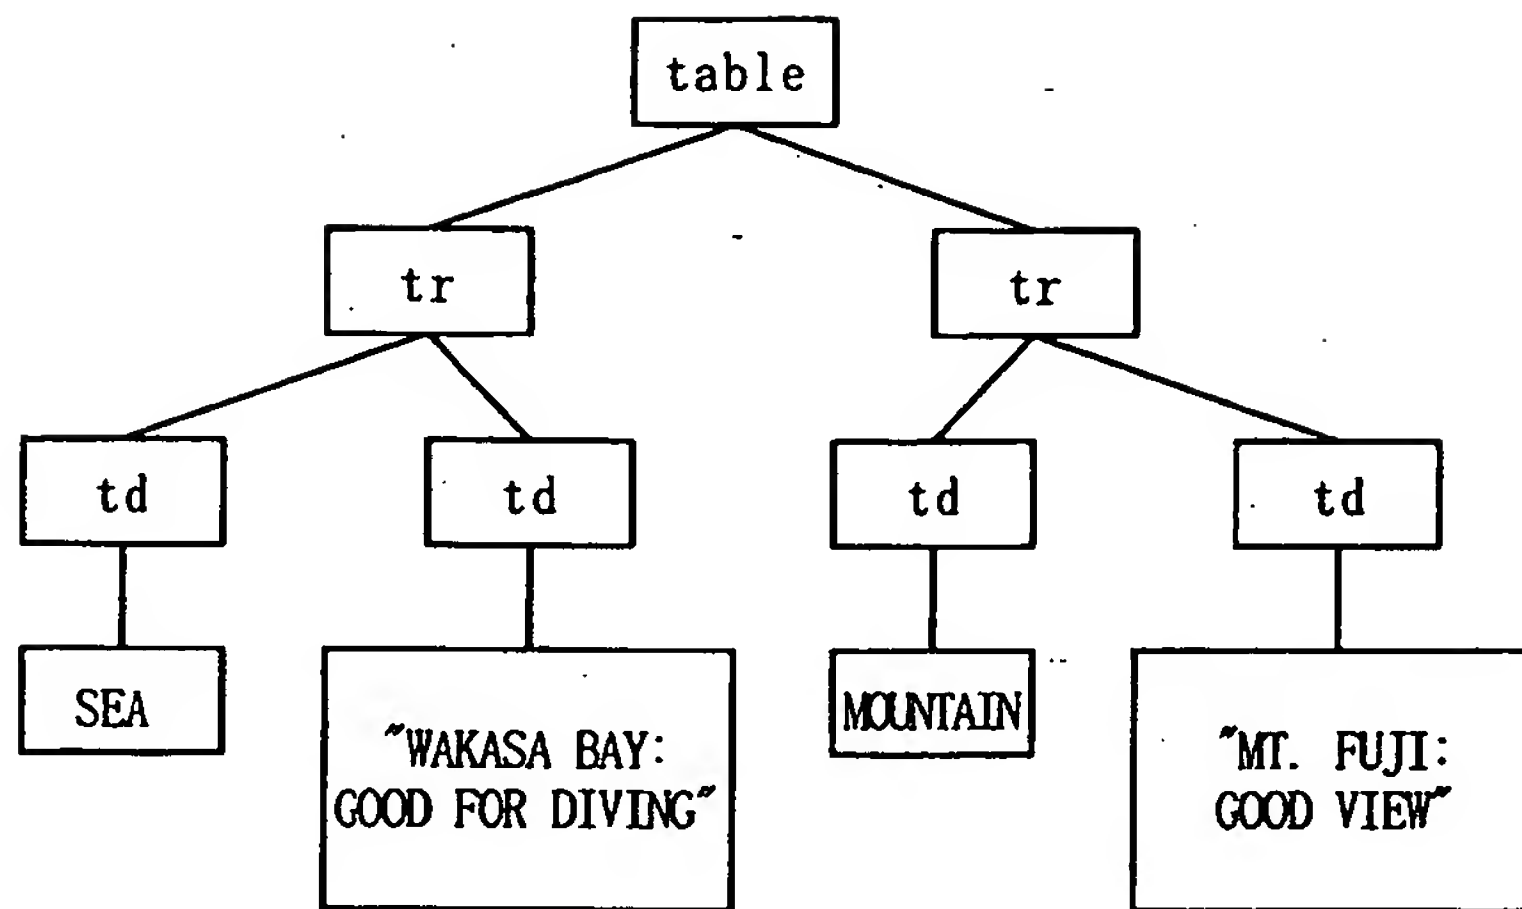 table
tr
tr
td
td
td
td
SEA
"WAKASA BAY:
GOOD FOR DIVING"
MOUNTAIN
"MT. FUJI:
GOOD VIEW"